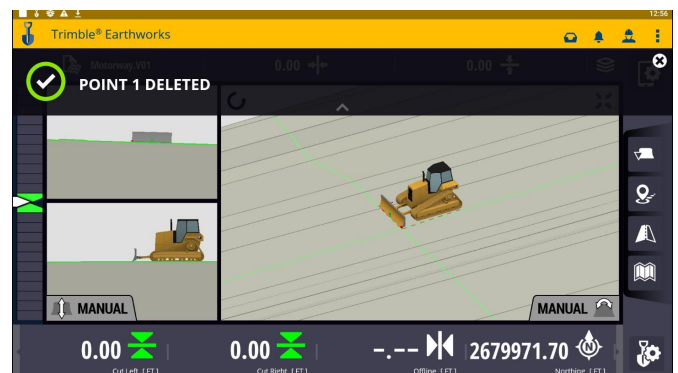 12:56
Trimble® Earthworks
Motorway.V01
0.00
0.00
POINT 1 DELETED
MANUAL
MANUAL
0.00
0.00
-.--
2679971.70
N
Cut Left [FT]
Cut Right [FT]
Offline [FT]
Northing [FT]